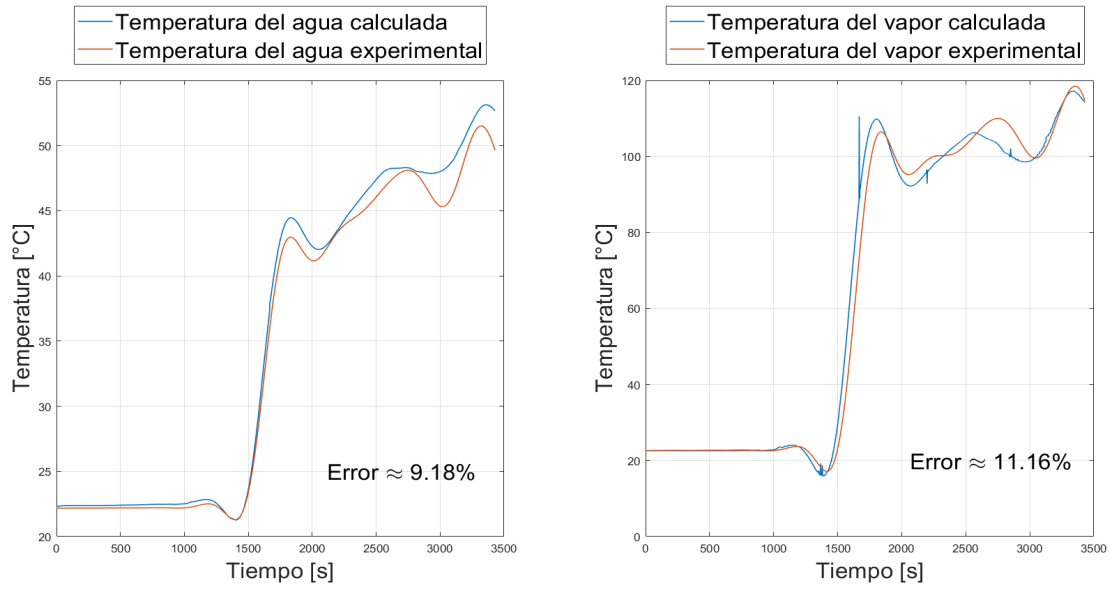 Temperatura del agua calculada
Temperatura del agua experimental
55
50
45
40
35
30
25
20
Temperatura [°C]
Error ≈ 9.18%
0 500 1000 1500 2000 2500 3000 3500
Tiempo [s]
Temperatura del vapor calculada
Temperatura del vapor experimental
120
100
80
60
40
20
0
Temperatura [°C]
Error ≈ 11.16%
0 500 1000 1500 2000 2500 3000 3500
Tiempo [s]